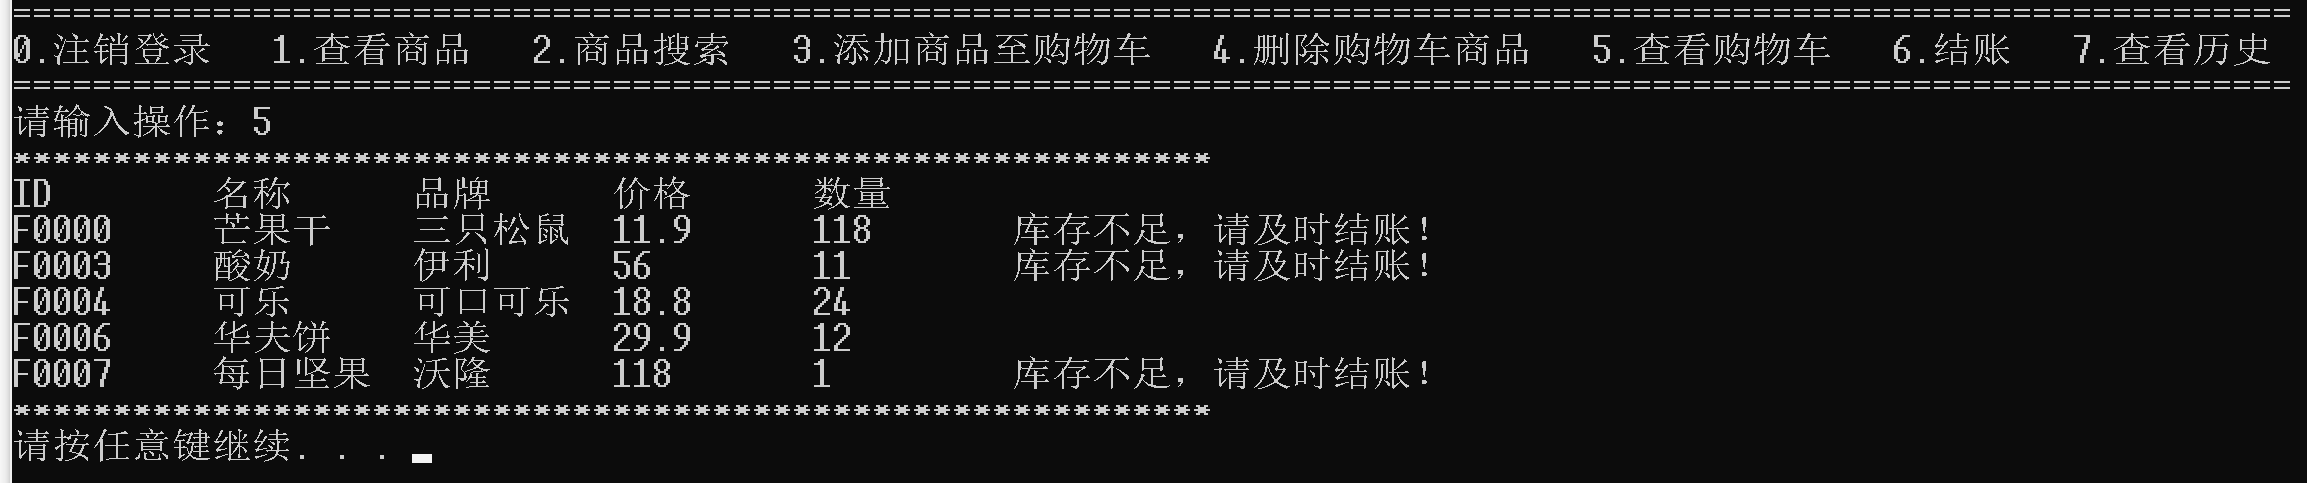 ==================================================================================================================
0.注销登录   1.查看商品   2.商品搜索   3.添加商品至购物车   4.删除购物车商品   5.查看购物车   6.结账   7.查看历史
==================================================================================================================
请输入操作：5
************************************************************
ID        名称      品牌      价格      数量
F0000     芒果干    三只松鼠  11.9      118       库存不足，请及时结账！
F0003     酸奶      伊利      56        11        库存不足，请及时结账！
F0004     可乐      可口可乐  18.8      24
F0006     华夫饼    华美      29.9      12
F0007     每日坚果  沃隆      118       1         库存不足，请及时结账！
************************************************************
请按任意键继续. . .